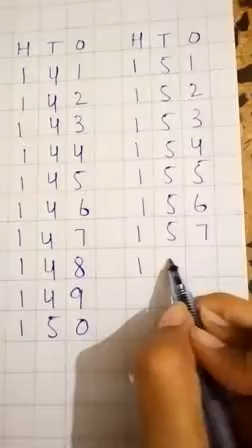 H T O
1 4 1
1 4 2
1 4 3
1 4 4
1 4 5
1 4 6
1 4 7
1 4 8
1 4 9
1 5 0
H T O
1 5 1
1 5 2
1 5 3
1 5 4
1 5 5
1 5 6
1 5 7
1